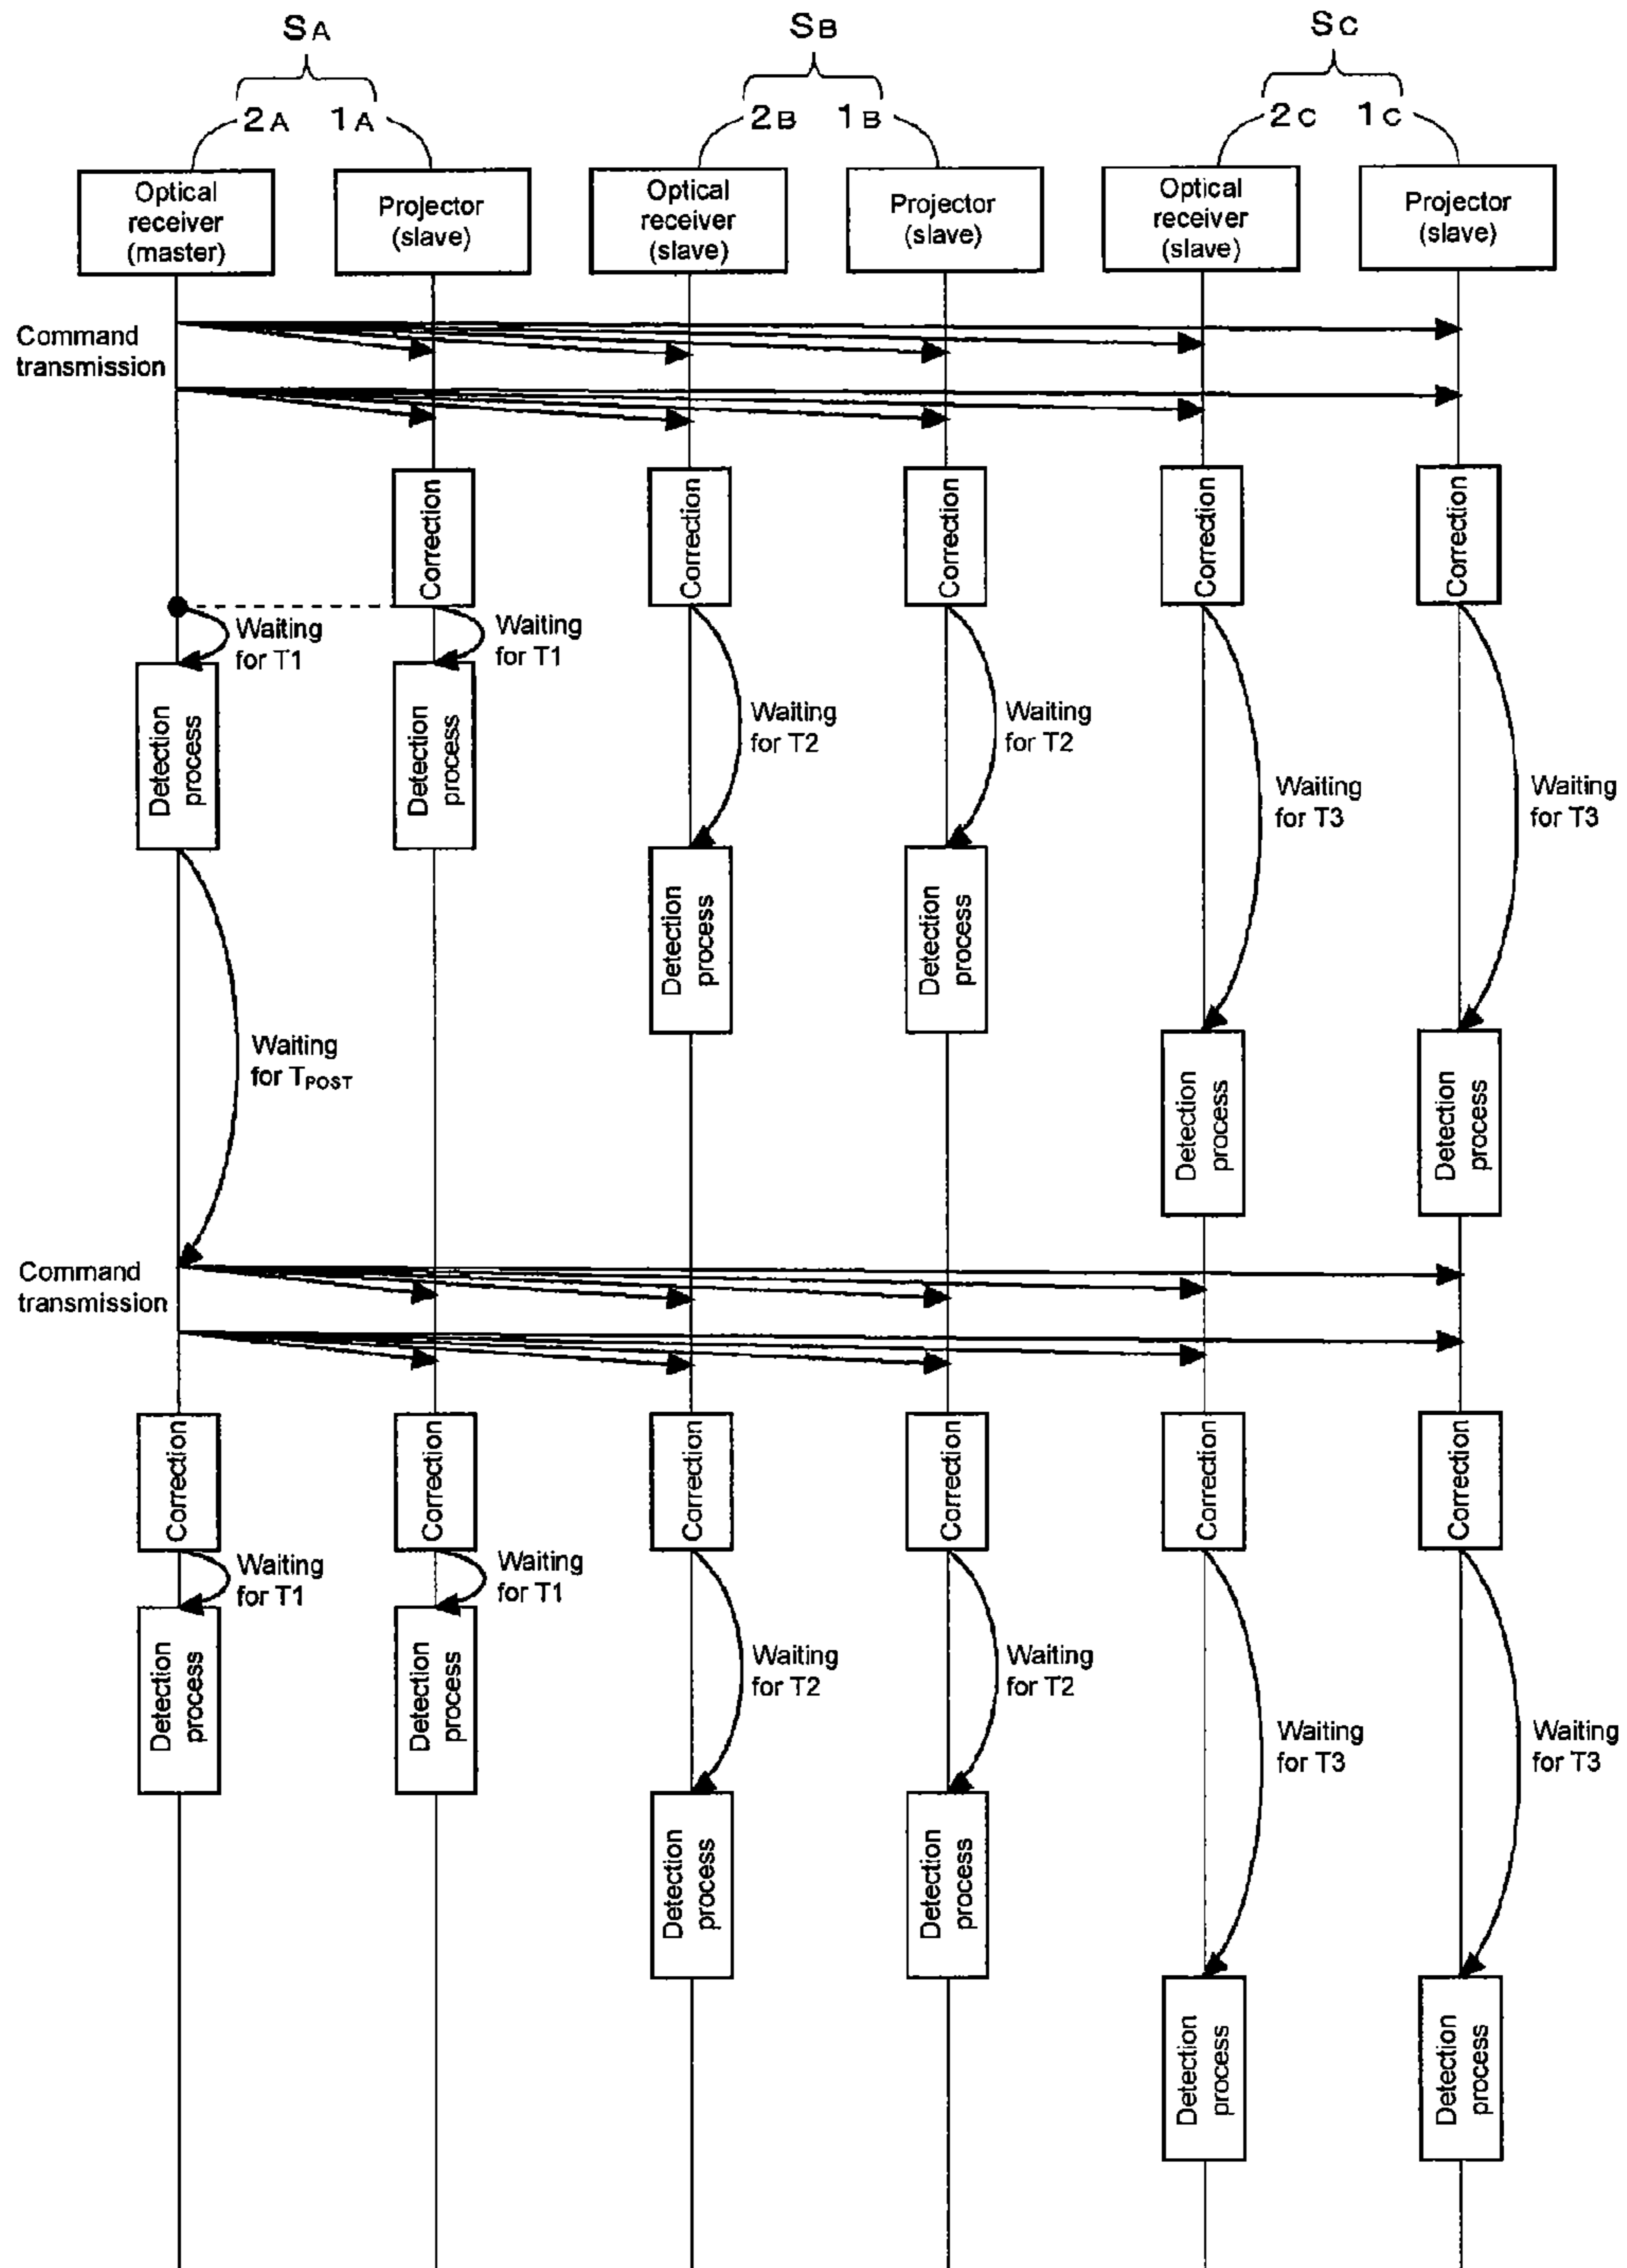 SA
SB
SC
2A 1A
2B 1B
2C 1C
Optical
receiver
(master)
Projector
(slave)
Optical
receiver
(slave)
Projector
(slave)
Optical
receiver
(slave)
Projector
(slave)
Command
transmission
Correction
Correction
Correction
Correction
Correction
Waiting
for T1
Waiting
for T1
Detection
process
Detection
process
Waiting
for T2
Waiting
for T2
Waiting
for T3
Waiting
for T3
Detection
process
Detection
process
Waiting
for TPOST
Detection
process
Detection
process
Command
transmission
Correction
Correction
Correction
Correction
Correction
Correction
Waiting
for T1
Waiting
for T1
Detection
process
Detection
process
Waiting
for T2
Waiting
for T2
Waiting
for T3
Waiting
for T3
Detection
process
Detection
process
Detection
process
Detection
process